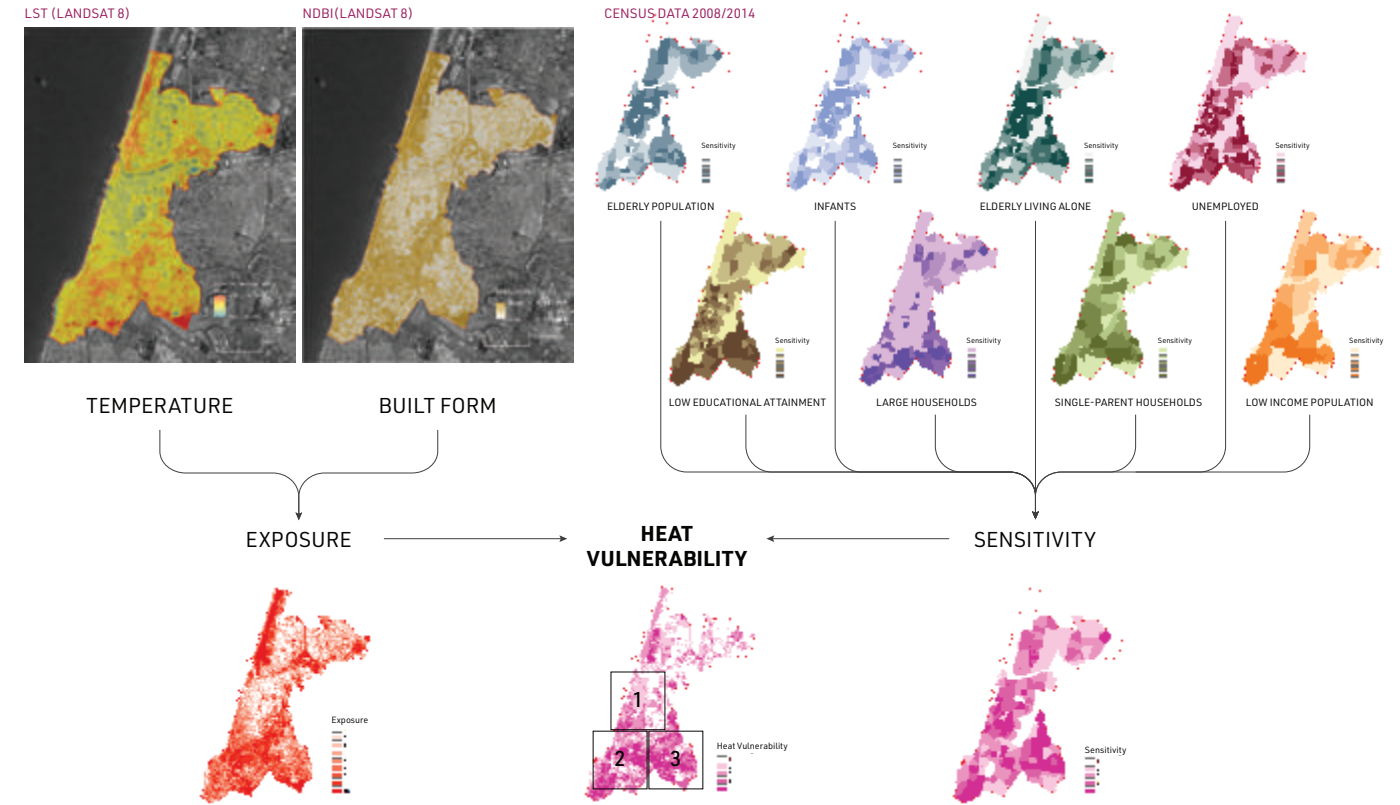 LST (LANDSAT 8)
NDBI(LANDSAT 8)
CENSUS DATA 2008/2014
Sensitivity
Sensitivity
Sensitivity
Sensitivity
ELDERLY POPULATION
INFANTS
ELDERLY LIVING ALONE
UNEMPLOYED
Sensitivity
Sensitivity
Sensitivity
Sensitivity
LOW EDUCATIONAL ATTAINMENT
LARGE HOUSEHOLDS
SINGLE-PARENT HOUSEHOLDS
LOW INCOME POPULATION
TEMPERATURE
BUILT FORM
EXPOSURE
HEAT
VULNERABILITY
SENSITIVITY
Exposure
1
2
3
Heat Vulnerability
Sensitivity